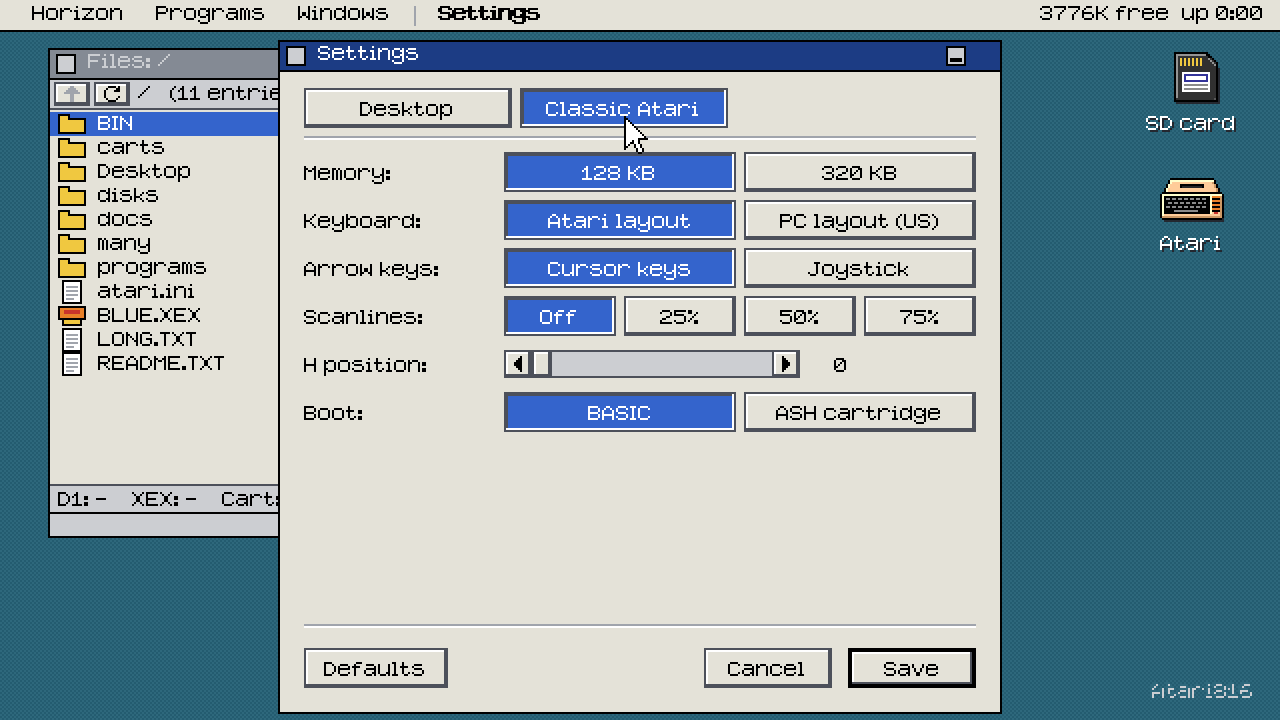 Horizon Programs Windows Settings 3776K free up 0:00
Files: /
/ (11 entrie
BIN
carts
Desktop
disks
docs
many
programs
atari.ini
BLUE.XEX
LONG.TXT
README.TXT
D1: - XEX: - Cart:
Settings
Desktop Classic Atari
Memory: 128 KB 320 KB
Keyboard: Atari layout PC layout (US)
Arrow keys: Cursor keys Joystick
Scanlines: Off 25% 50% 75%
H position: 0
Boot: BASIC ASH cartridge
Defaults Cancel Save
SD card
Atari
Atari816